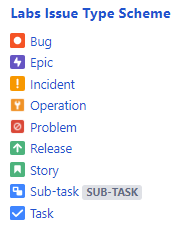 Labs Issue Type Scheme
Bug
Epic
Incident
Operation
Problem
Release
Story
Sub-task SUB-TASK
Task